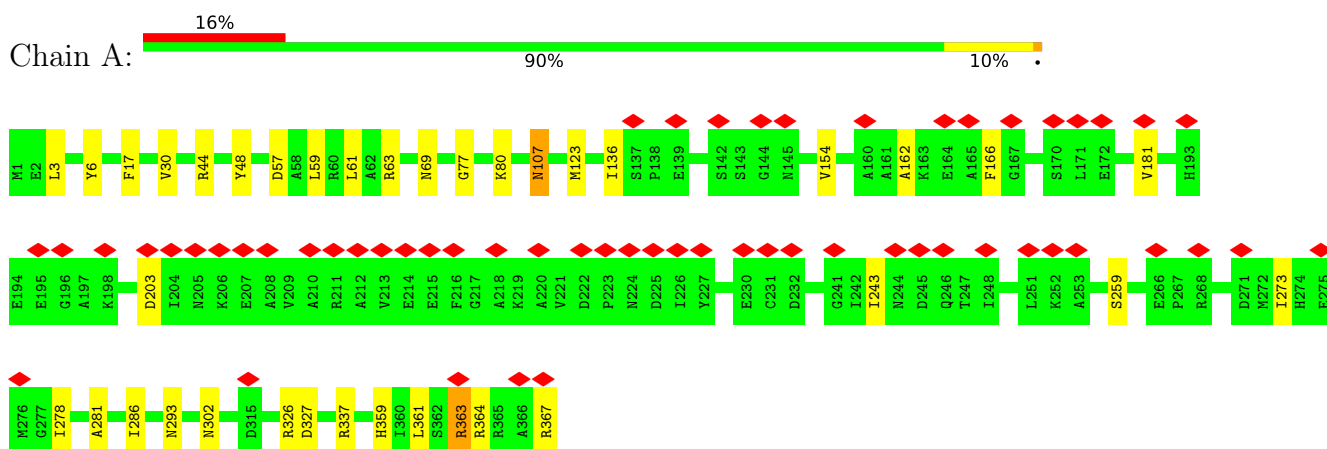 16%
Chain A:
90% 10% •
M1 E2 L3 Y6 F17 V30 R44 Y48 D57 A58 L59 R60 L61 A62 R63 N69 G77 K80 N107 M123 I136 S137 P138 E139 S142 S143 G144 N145 V154 A160 A161 A162 K163 E164 A165 F166 G167 S170 L171 E172 V181 H193
E194 E195 G196 A197 K198 D203 I204 N205 K206 E207 A208 V209 A210 R211 A212 V213 E214 E215 F216 G217 A218 K219 A220 V221 D222 P223 N224 D225 I226 Y227 E230 C231 D232 G241 I242 I243 N244 D245 Q246 T247 I248 L251 K252 A253 S259 E266 P267 R268 D271 M272 I273 H274 E275
M276 G277 I278 A281 I286 N293 N302 D315 R326 D327 R337 H359 I360 L361 S362 R363 R364 R365 A366 R367